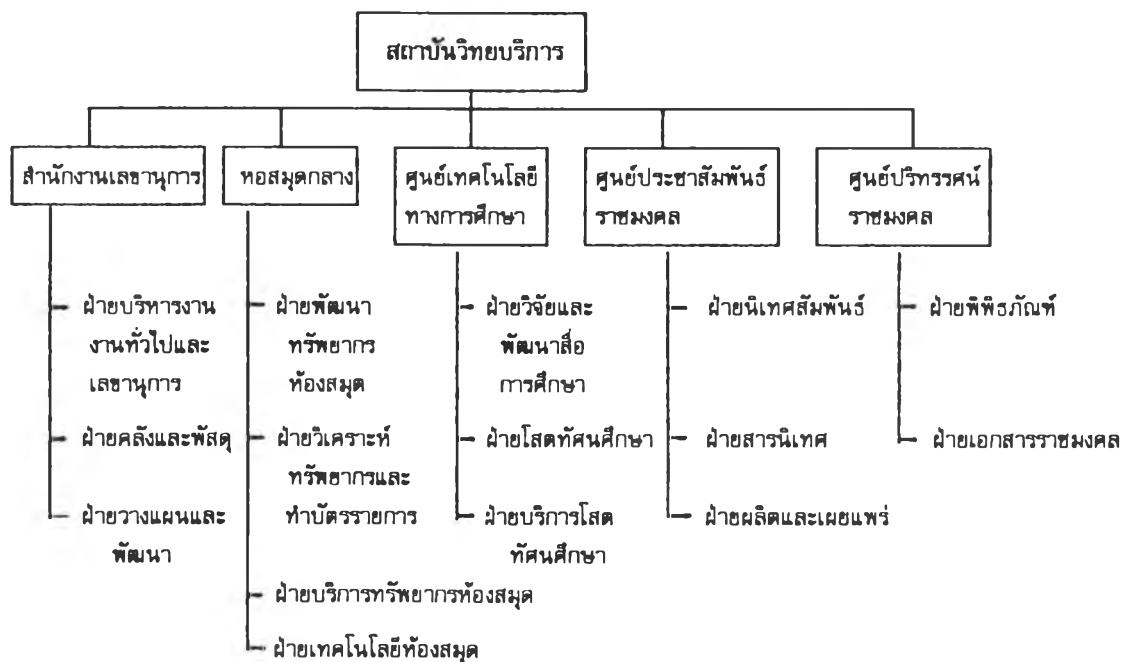 สถาบันวิทยบริการ
สำนักงานเลขานุการ
หอสมุดกลาง
ศูนย์เทคโนโลยี
ทางการศึกษา
ศูนย์ประชาสัมพันธ์
ราชมงคล
ศูนย์ปริทรรศน์
ราชมงคล
ฝ่ายบริหารงาน
งานทั่วไปและ
เลขานุการ
ฝ่ายคลังและพัสดุ
ฝ่ายวางแผนและ
พัฒนา
ฝ่ายพัฒนา
ทรัพยากร
ห้องสมุด
ฝ่ายวิเคราะห์
ทรัพยากรและ
ทำบัตรรายการ
ฝ่ายบริการทรัพยากรห้องสมุด
ฝ่ายเทคโนโลยีห้องสมุด
ฝ่ายวิจัยและ
พัฒนาสื่อ
การศึกษา
ฝ่ายโสตทัศนศึกษา
ฝ่ายบริการโสต
ทัศนศึกษา
ฝ่ายนิเทศสัมพันธ์
ฝ่ายสารนิเทศ
ฝ่ายผลิตและเผยแพร่
ฝ่ายพิพิธภัณฑ์
ฝ่ายเอกสารราชมงคล